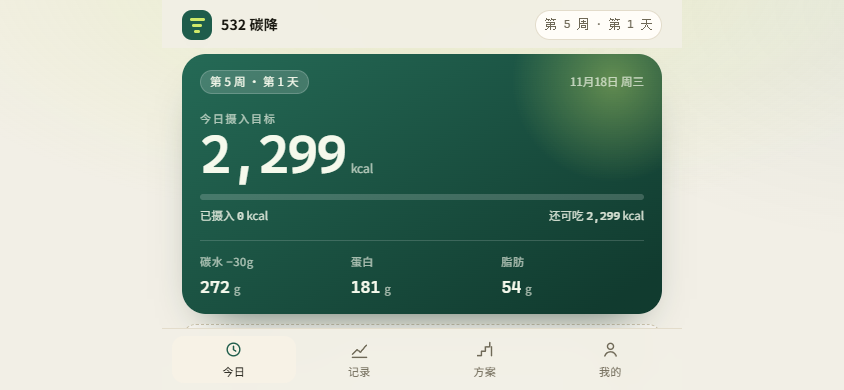 532 碳降
第 5 周 · 第 1 天
第 5 周 · 第 1 天
11月18日 周三
今日摄入目标
2,299 kcal
已摄入 0 kcal
还可吃 2,299 kcal
碳水 −30g
蛋白
脂肪
272 g
181 g
54 g
今日
记录
方案
我的